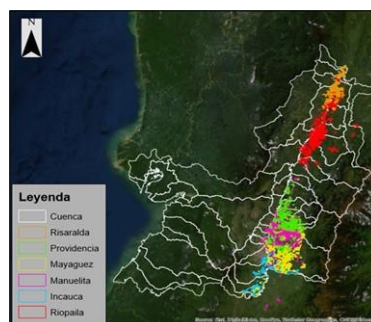 N
Leyenda
Cuenca
Risaralda
Providencia
Mayaguez
Manuelita
Incauca
Riopaila